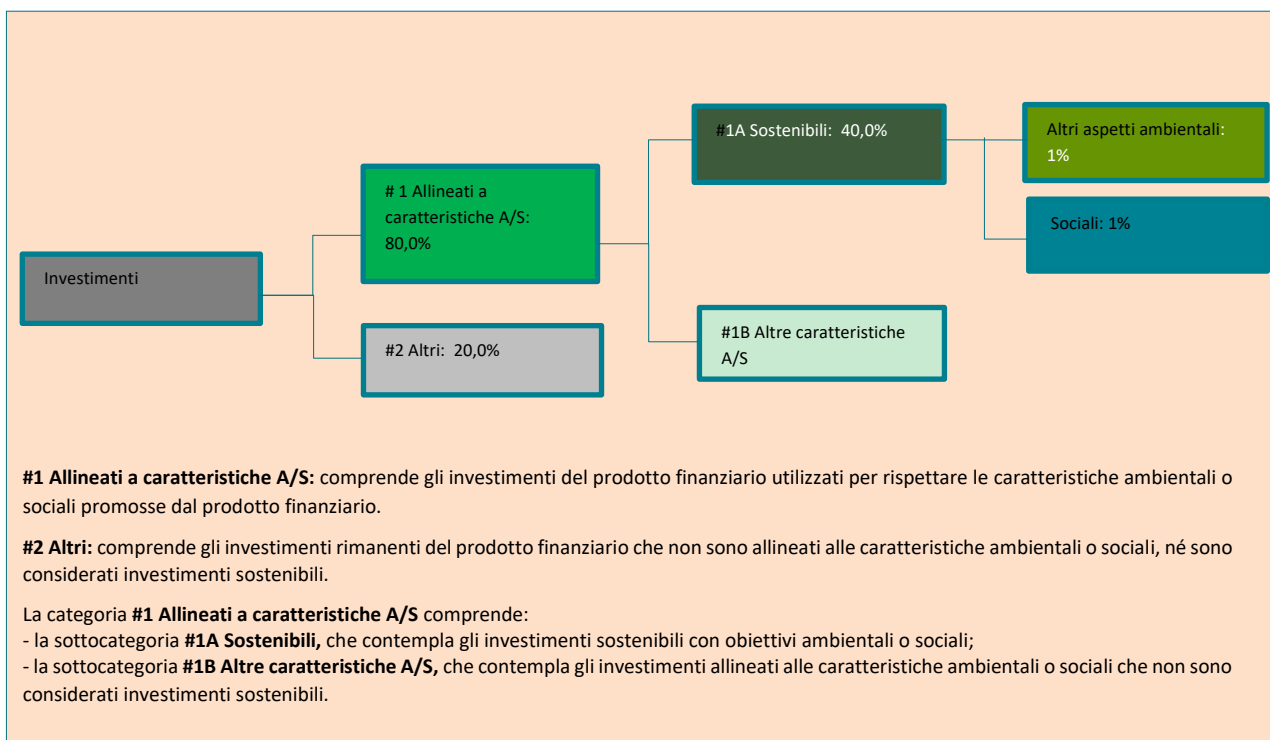 #1A Sostenibili: 40,0%
Altri aspetti ambientali:
1%
# 1 Allineati a
caratteristiche A/S:
80,0%
Sociali: 1%
Investimenti
#2 Altri: 20,0%
#1B Altre caratteristiche
A/S
#1 Allineati a caratteristiche A/S: comprende gli investimenti del prodotto finanziario utilizzati per rispettare le caratteristiche ambientali o
sociali promosse dal prodotto finanziario.
#2 Altri: comprende gli investimenti rimanenti del prodotto finanziario che non sono allineati alle caratteristiche ambientali o sociali, né sono
considerati investimenti sostenibili.
La categoria #1 Allineati a caratteristiche A/S comprende:
- la sottocategoria #1A Sostenibili, che contempla gli investimenti sostenibili con obiettivi ambientali o sociali;
- la sottocategoria #1B Altre caratteristiche A/S, che contempla gli investimenti allineati alle caratteristiche ambientali o sociali che non sono
considerati investimenti sostenibili.